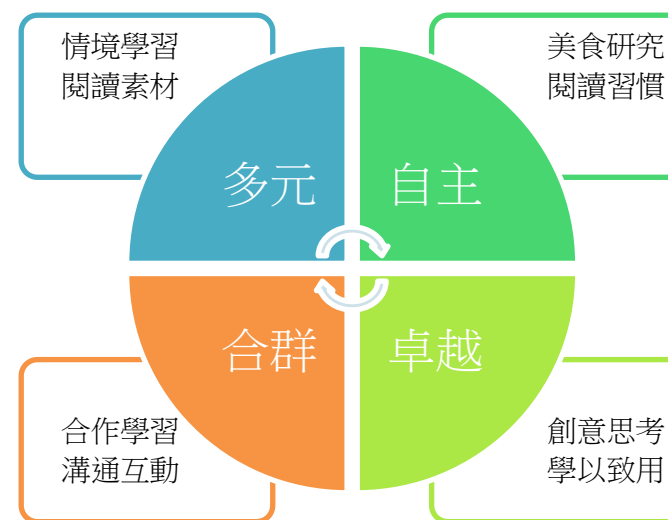 情境學習
閱讀素材
美食研究
閱讀習慣
多元
自主
合群
卓越
合作學習
溝通互動
創意思考
學以致用